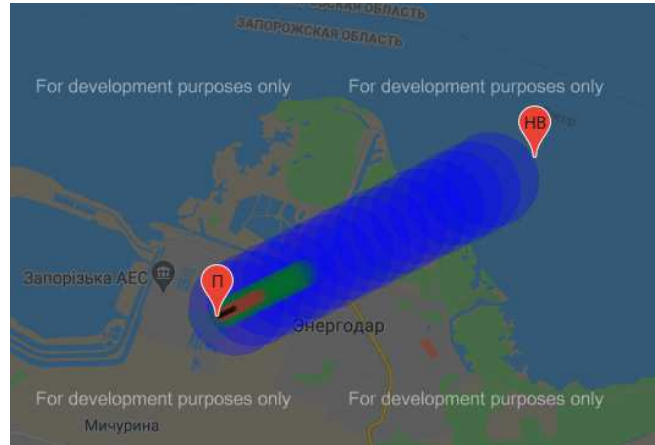 ЗАПОРОЖСКАЯ ОБЛАСТЬ
For development purposes only
For development purposes only
НВ
Запорізька АЕС
П
Энергодар
For development purposes only
For development purposes only
Мичурина